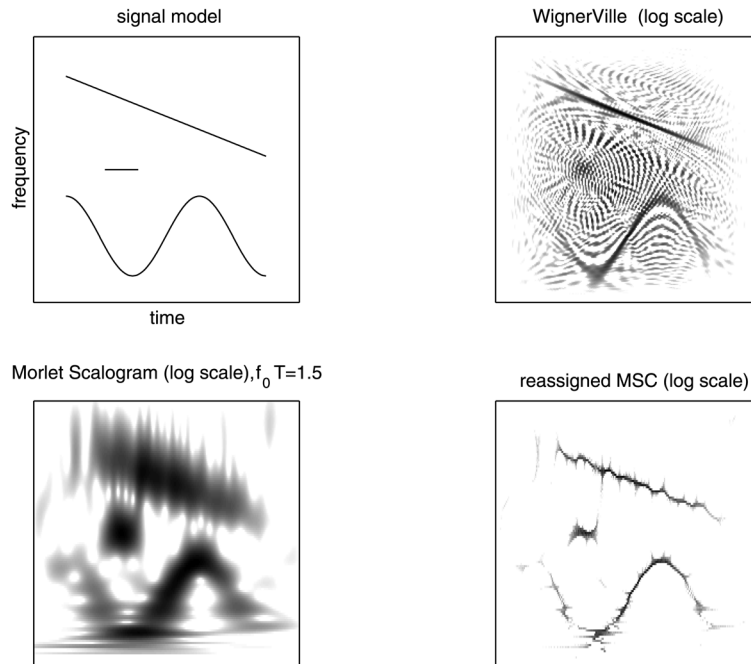 signal model
WignerVille (log scale)
frequency
time
Morlet Scalogram (log scale),f0 T=1.5
reassigned MSC (log scale)